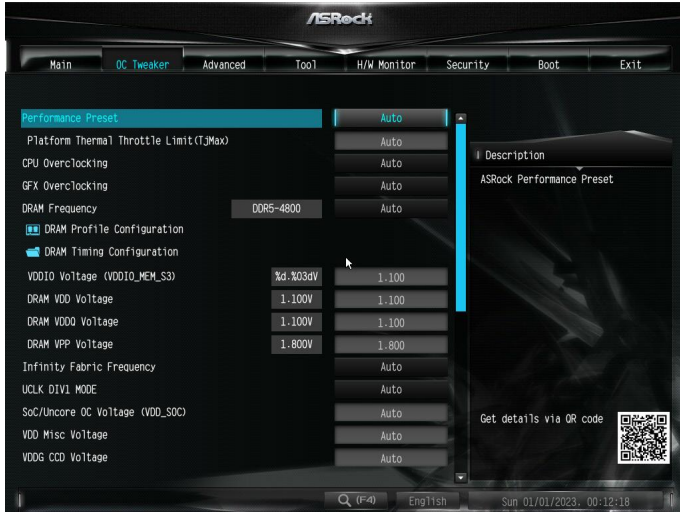 ASRock
Main OC Tweaker Advanced Tool H/W Monitor Security Boot Exit
Performance Preset Auto
Platform Thermal Throttle Limit(TjMax) Auto
CPU Overclocking Auto
GFX Overclocking Auto
DRAM Frequency DDR5-4800 Auto
DRAM Profile Configuration
DRAM Timing Configuration
VDDIO Voltage (VDDIO_MEM_S3) %d.%03dV 1.100
DRAM VDD Voltage 1.100V 1.100
DRAM VDDQ Voltage 1.100V 1.100
DRAM VPP Voltage 1.800V 1.800
Infinity Fabric Frequency Auto
UCLK DIV1 MODE Auto
SoC/Uncore OC Voltage (VDD_SOC) Auto
VDD Misc Voltage Auto
VDDG CCD Voltage Auto
Description
ASRock Performance Preset
Get details via QR code
(F4) English Sun 01/01/2023. 00:12:18